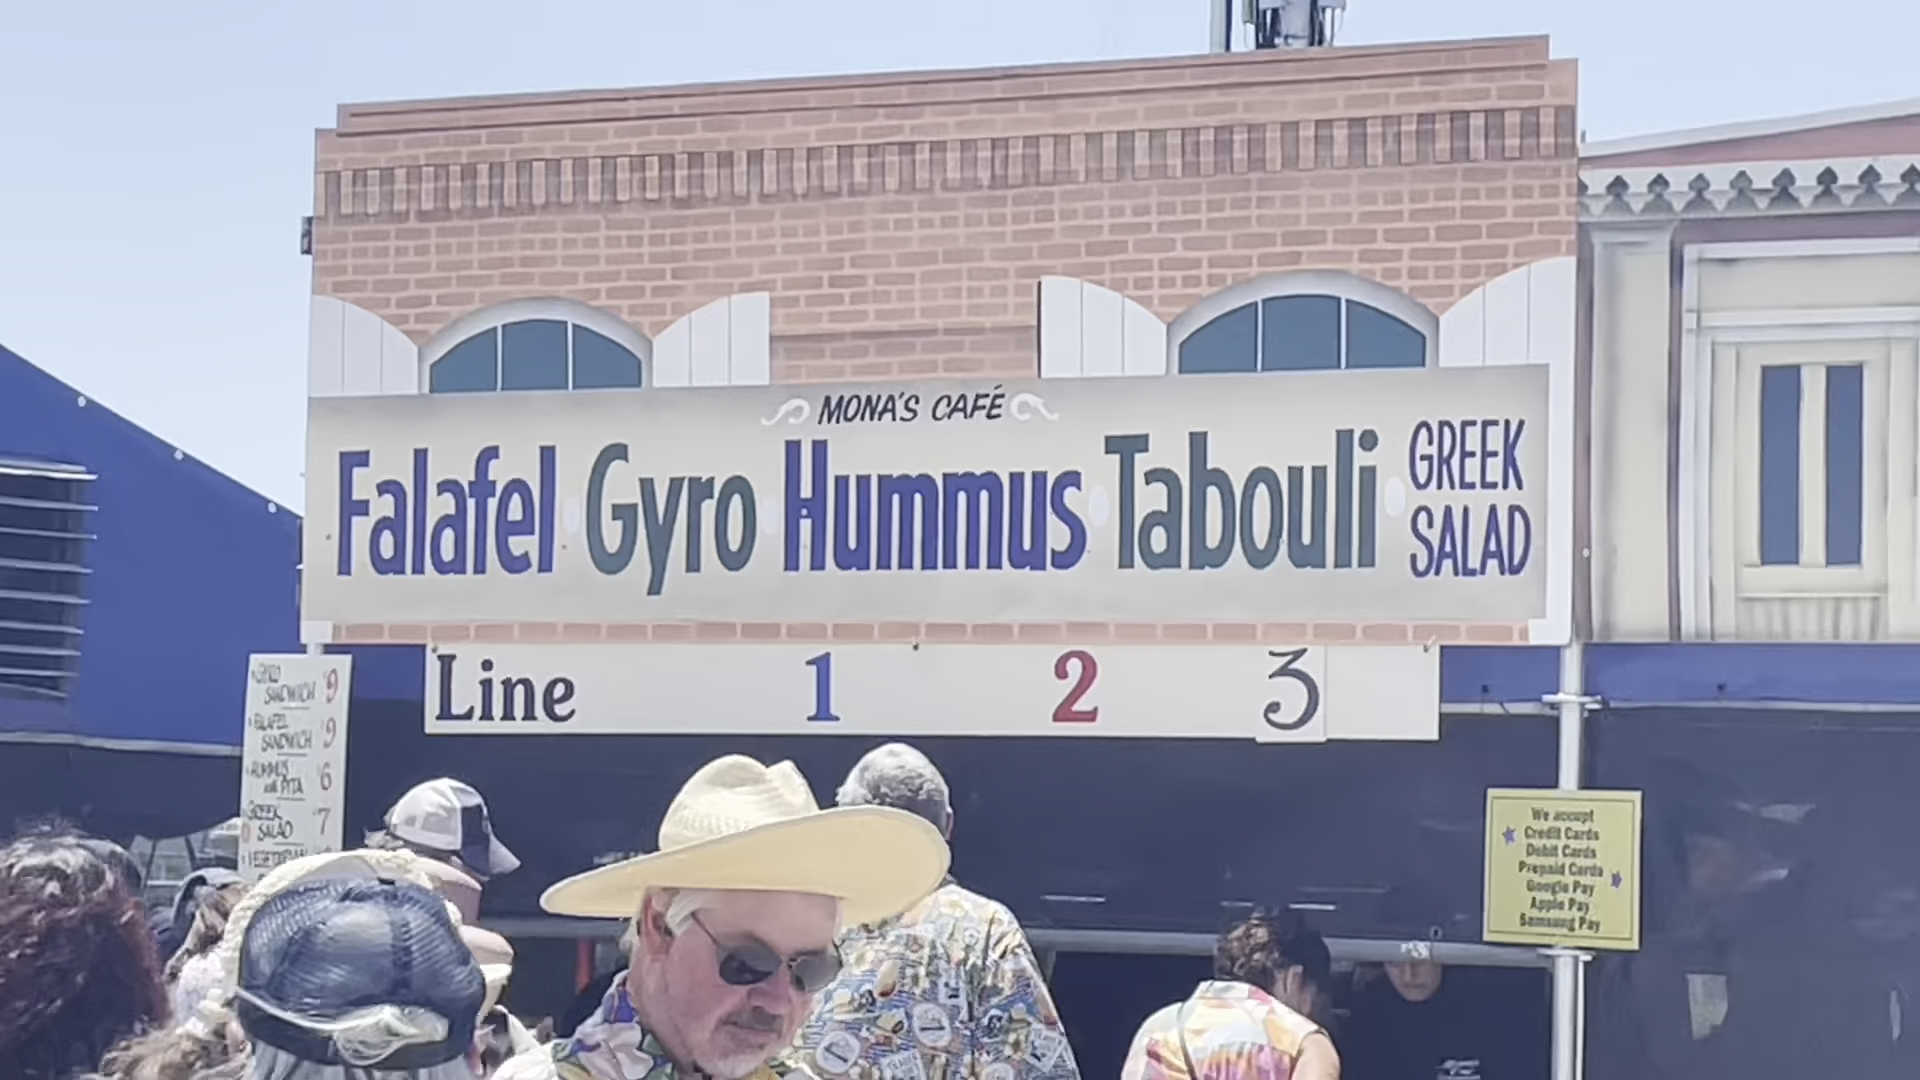 MONA'S CAFÉ
Falafel Gyro Hummus Tabouli
GREEK
SALAD
Line 1 2 3
GYRO
SANDWICH 9
FALAFEL
SANDWICH 9
HUMMUS
PITA 6
GREEK
SALAD 7
VEGETARIAN
We accept
Credit Cards
Debit Cards
Prepaid Cards
Google Pay
Apple Pay
Samsung Pay